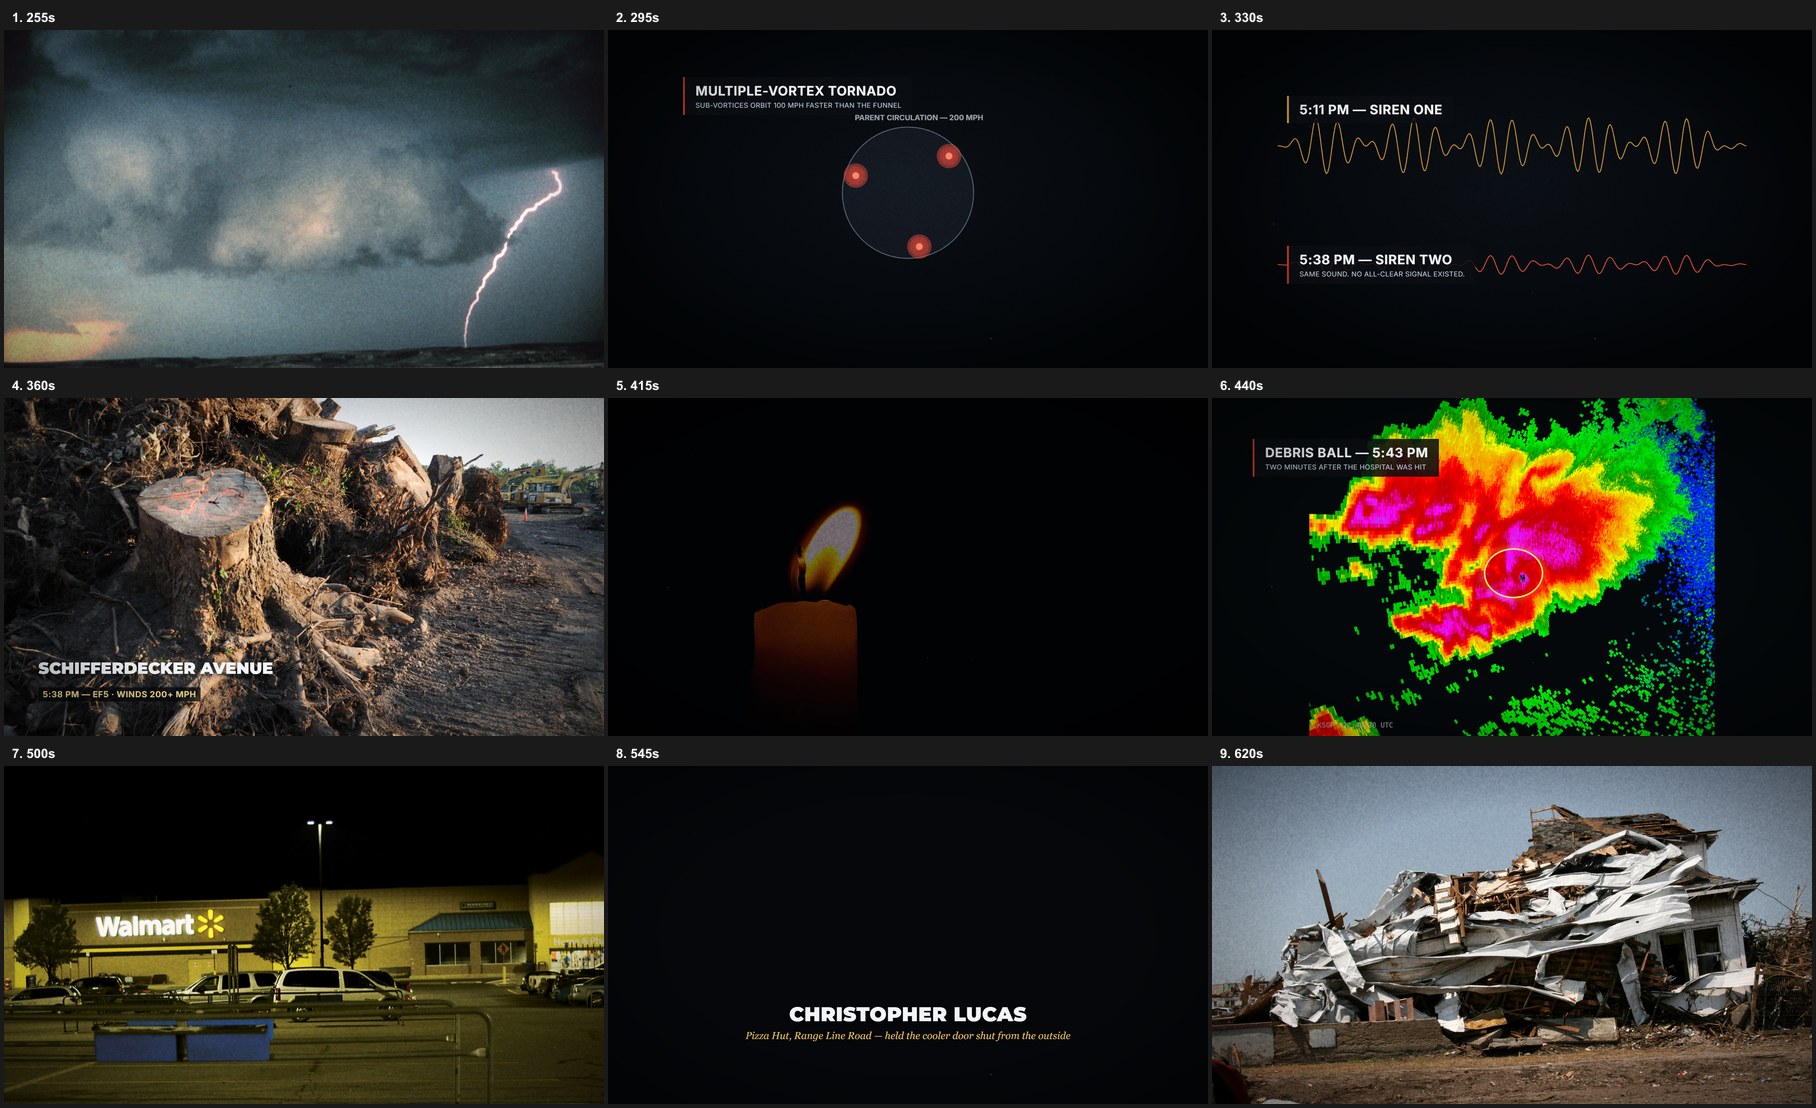 1. 255s
2. 295s
3. 330s
MULTIPLE-VORTEX TORNADO
SUB-VORTICES ORBIT 100 MPH FASTER THAN THE FUNNEL
PARENT CIRCULATION — 200 MPH
5:11 PM — SIREN ONE
5:38 PM — SIREN TWO
SAME SOUND. NO ALL-CLEAR SIGNAL EXISTED.
4. 360s
5. 415s
6. 440s
SCHIFFERDECKER AVENUE
5:38 PM — EF5 · WINDS 200+ MPH
DEBRIS BALL — 5:43 PM
TWO MINUTES AFTER THE HOSPITAL WAS HIT
UTC
7. 500s
8. 545s
9. 620s
Walmart
CHRISTOPHER LUCAS
Pizza Hut, Range Line Road — held the cooler door shut from the outside